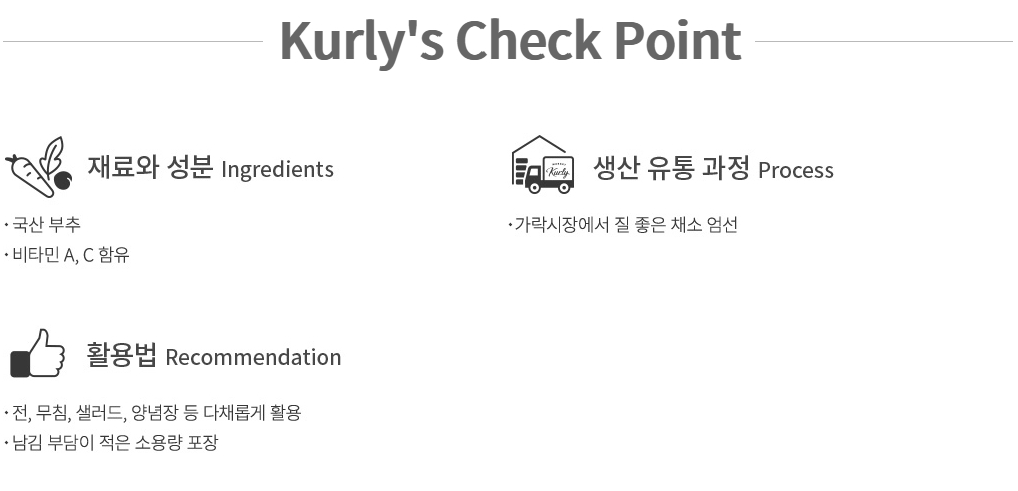 Kurly's Check Point
재료와 성분 Ingredients
· 국산 부추
· 비타민 A, C 함유
Kurly
생산 유통 과정 Process
· 가락시장에서 질 좋은 채소 엄선
활용법 Recommendation
· 전, 무침, 샐러드, 양념장 등 다채롭게 활용
· 남김 부담이 적은 소용량 포장